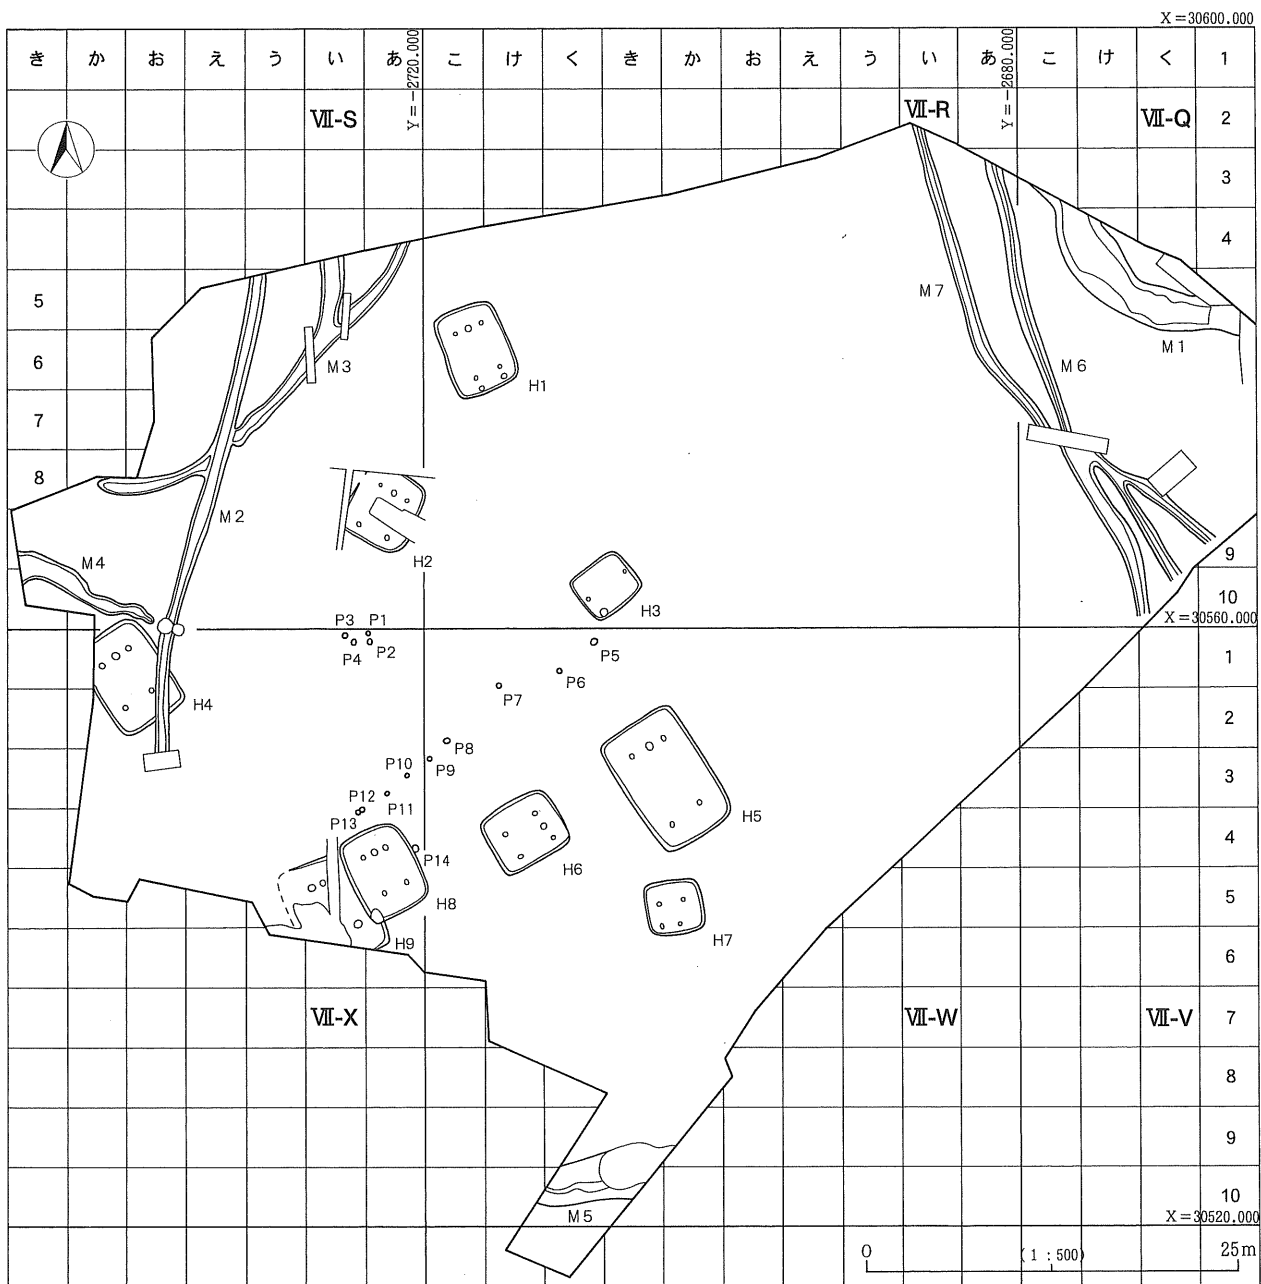 X＝30600.000
き か お え う い あ こ け く き か お え う い あ こ け く 1
Y＝－2720.000
Y＝－2680.000
Ⅶ-S Ⅶ-R Ⅶ-Q 2
3
4
5
M7
6
M3 H1 M6 M1
7
8
M2
M4 H2 9
10
P3 P1 H3 X＝30560.000
P4 P2 P5 1
P6
P7
H4 2
P8
P9
P10 3
P12 P11
P13 H5
P14 H6 4
H8 5
H9 H7
6
Ⅶ-X Ⅶ-W Ⅶ-V 7
8
9
10
M5 X＝30520.000
0 (1：500) 25m